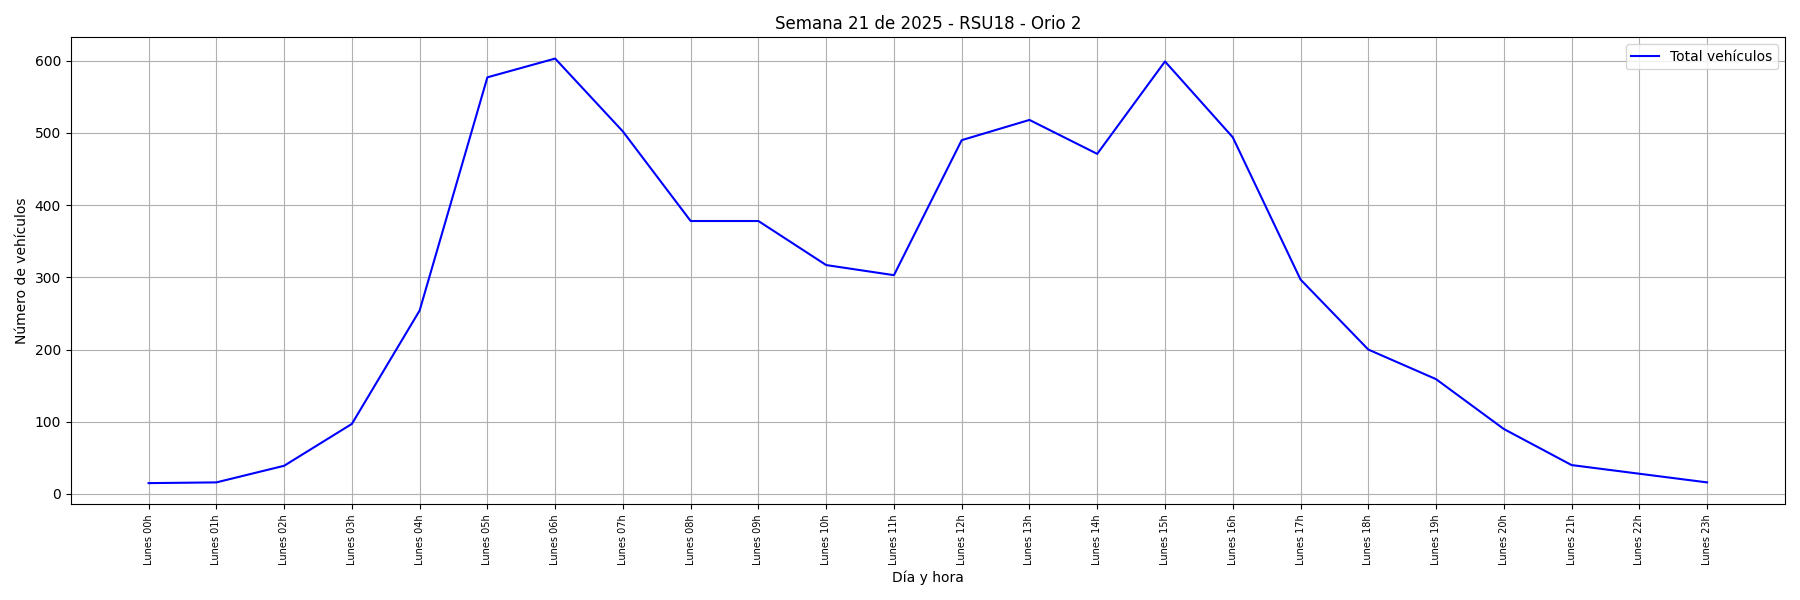 Semana 21 de 2025 - RSU18 - Orio 2
Total vehículos
Número de vehículos
600
500
400
300
200
100
0
Lunes 00h
Lunes 01h
Lunes 02h
Lunes 03h
Lunes 04h
Lunes 05h
Lunes 06h
Lunes 07h
Lunes 08h
Lunes 09h
Lunes 10h
Lunes 11h
Lunes 12h
Lunes 13h
Lunes 14h
Lunes 15h
Lunes 16h
Lunes 17h
Lunes 18h
Lunes 19h
Lunes 20h
Lunes 21h
Lunes 22h
Lunes 23h
Día y hora